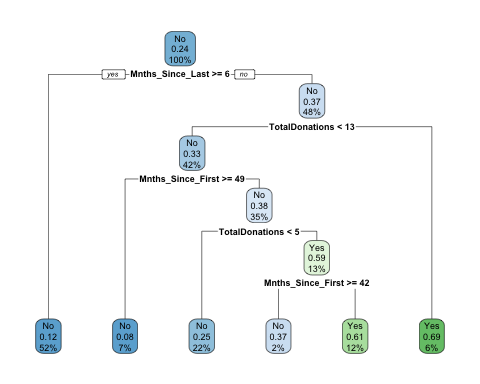 No
0.24
100%
yes Mnths_Since_Last >= 6 no
No
0.37
48%
TotalDonations < 13
No
0.33
42%
Mnths_Since_First >= 49
No
0.38
35%
TotalDonations < 5
Yes
0.59
13%
Mnths_Since_First >= 42
No No No No Yes Yes
0.12 0.08 0.25 0.37 0.61 0.69
52% 7% 22% 2% 12% 6%